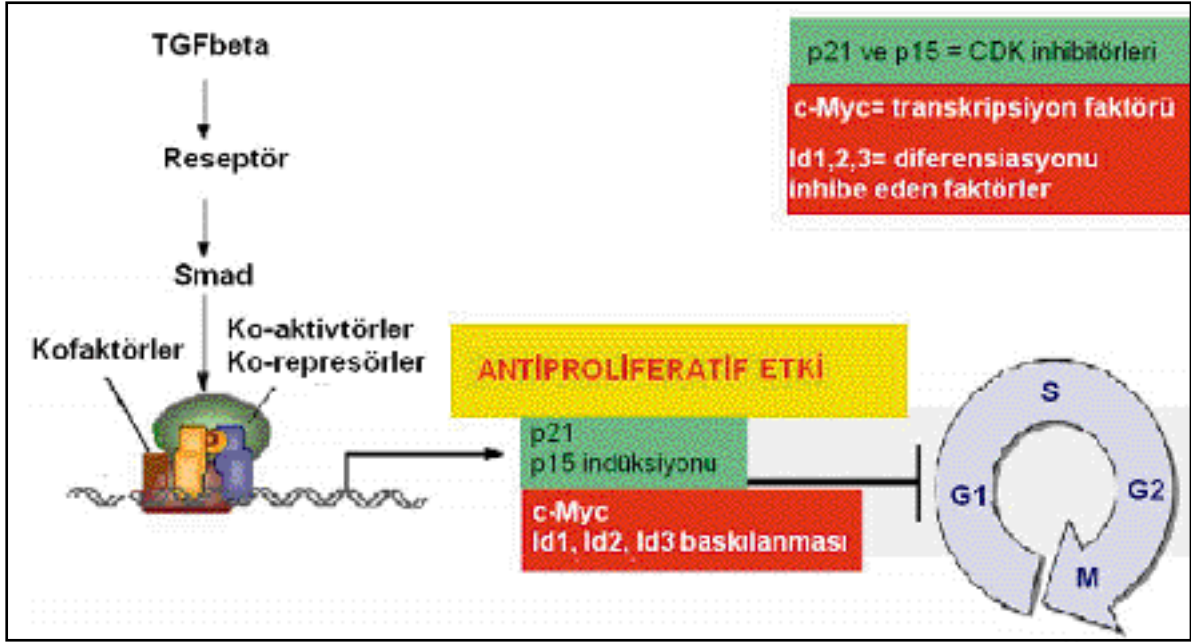 TGFbeta
Reseptör
Smad
Kofaktörler
Ko-aktivtörler
Ko-represörler
p21 ve p15 = CDK inhibitörleri
c-Myc= transkripsiyon faktörü
Id1,2,3= diferensiasyonu
inhibe eden faktörler
ANTİPROLİFERATİF ETKİ
p21
p15 indüksiyonu
c-Myc
Id1, Id2, Id3 baskılanması
S
G1
G2
M